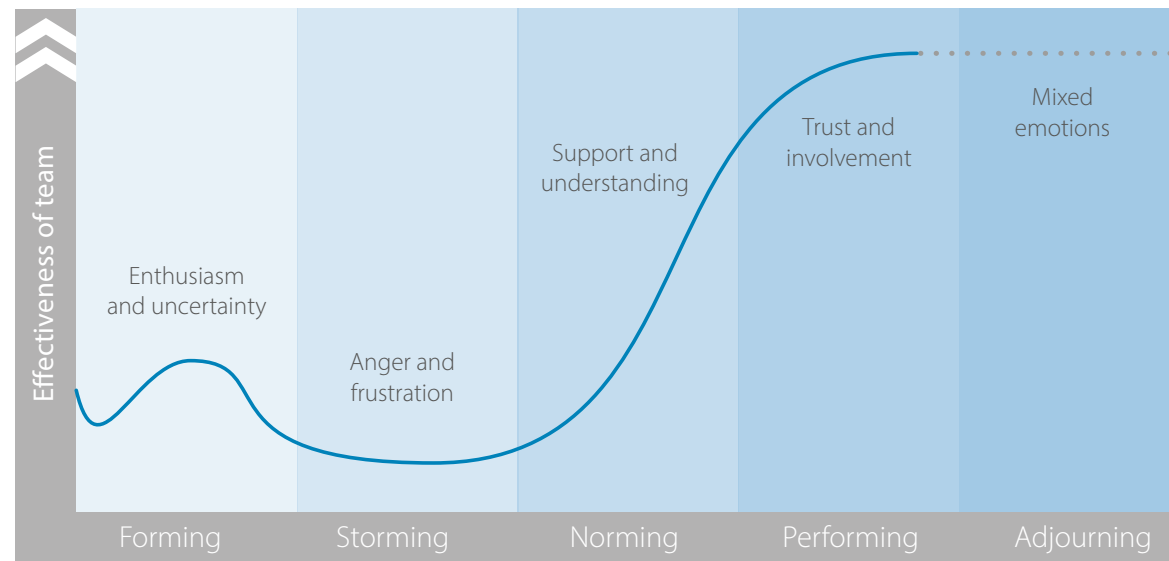 Effectiveness of team
Enthusiasm
and uncertainty
Anger and
frustration
Support and
understanding
Trust and
involvement
Mixed
emotions
Forming
Storming
Norming
Performing
Adjourning